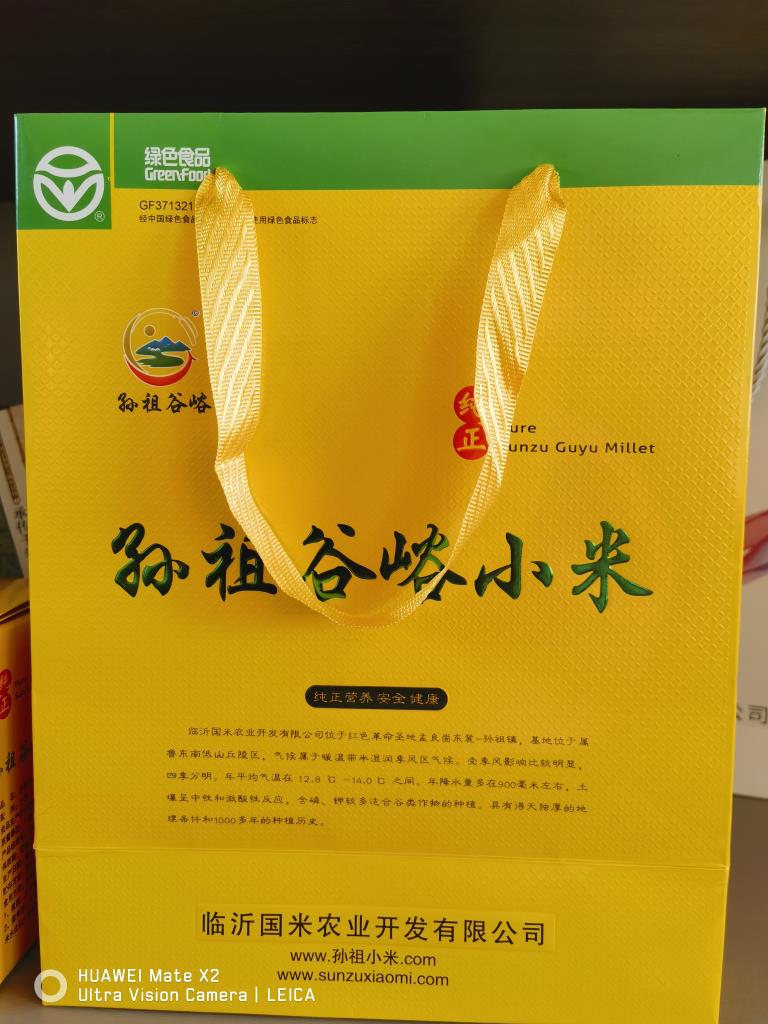 绿色食品
GreenFood
®
GF371321
经中国绿色食品 使用绿色食品标志
®
孙祖谷峪
纯正
Pure
Sunzu Guyu Millet
孙祖谷峪小米
纯正营养 安全健康
临沂国米农业开发有限公司位于红色革命圣地孟良崮东麓-孙祖镇，基地位于属
鲁东南低山丘陵区，气候属于暖温带半湿润季风区气候。受季风影响比较明显，
四季分明。年平均气温在 12.8 ℃ -14.0 ℃ 之间。年降水量多在900毫米左右，土
壤呈中性和微酸性反应，含磷、钾较多适合谷类作物的种植。具有得天独厚的地
理条件和1000多年的种植历史。
临沂国米农业开发有限公司
www.孙祖小米.com
www.sunzuxiaomi.com
公司
纯正
HUAWEI Mate X2
Ultra Vision Camera | LEICA